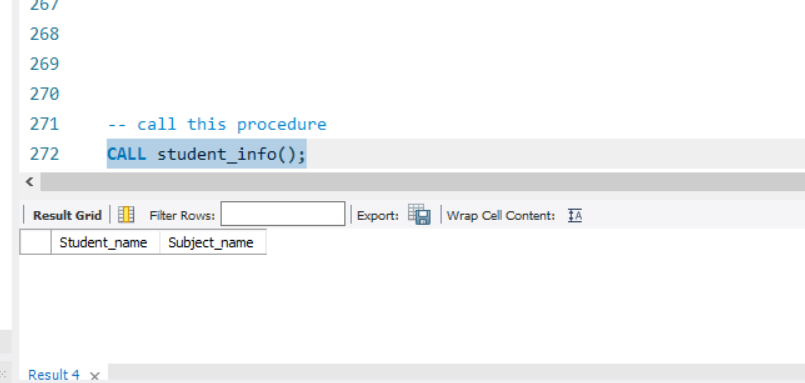 267
268
269
270
271 -- call this procedure
272 CALL student_info();
Result Grid Filter Rows: Export: Wrap Cell Content: IA
Student_name Subject_name
Result 4 ×